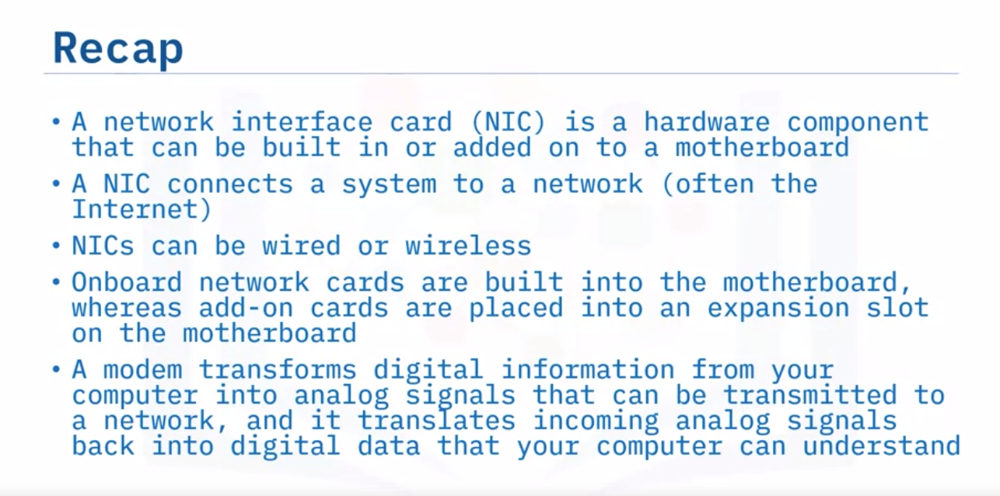 Recap
• A network interface card (NIC) is a hardware component
that can be built in or added on to a motherboard
• A NIC connects a system to a network (often the
Internet)
• NICs can be wired or wireless
• Onboard network cards are built into the motherboard,
whereas add-on cards are placed into an expansion slot
on the motherboard
• A modem transforms digital information from your
computer into analog signals that can be transmitted to
a network, and it translates incoming analog signals
back into digital data that your computer can understand